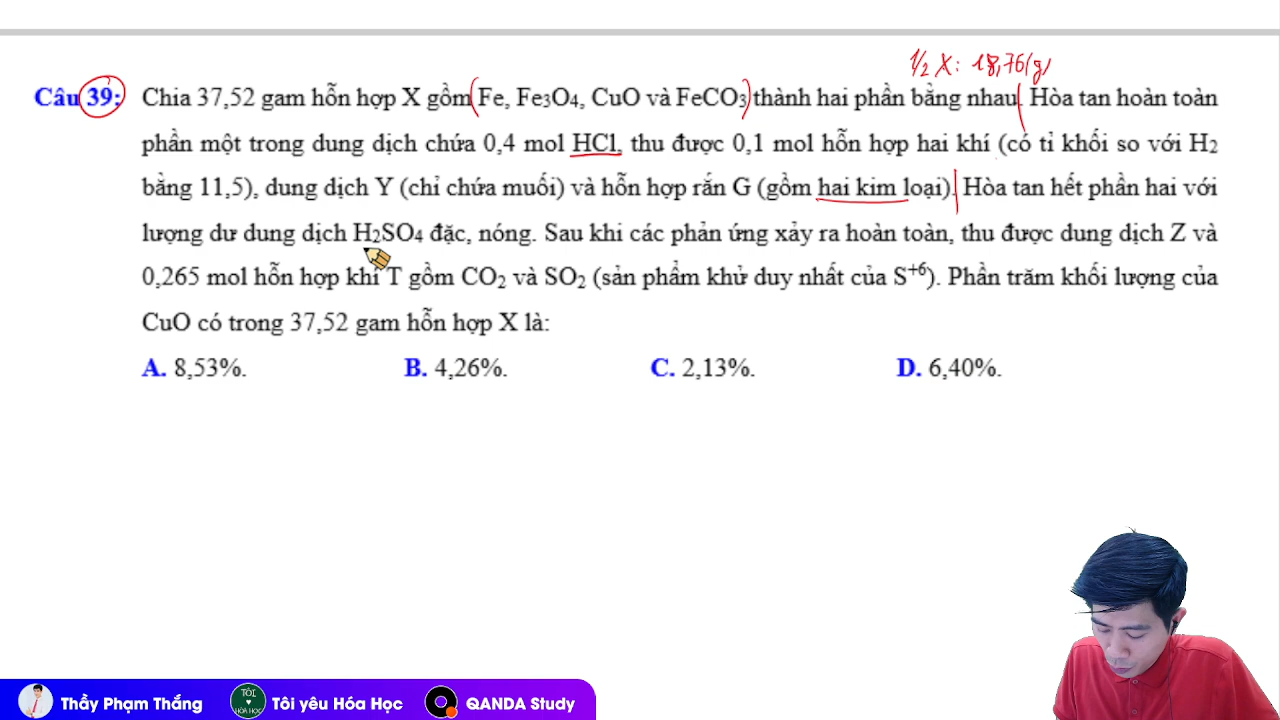 1/2 X: 18,76(g)
Câu 39: Chia 37,52 gam hỗn hợp X gồm Fe, Fe3O4, CuO và FeCO3 thành hai phần bằng nhau. Hòa tan hoàn toàn
phần một trong dung dịch chứa 0,4 mol HCl, thu được 0,1 mol hỗn hợp hai khí (có tỉ khối so với H2
bằng 11,5), dung dịch Y (chỉ chứa muối) và hỗn hợp rắn G (gồm hai kim loại). Hòa tan hết phần hai với
lượng dư dung dịch H2SO4 đặc, nóng. Sau khi các phản ứng xảy ra hoàn toàn, thu được dung dịch Z và
0,265 mol hỗn hợp khí T gồm CO2 và SO2 (sản phẩm khử duy nhất của S+6). Phần trăm khối lượng của
CuO có trong 37,52 gam hỗn hợp X là:
A. 8,53%. B. 4,26%. C. 2,13%. D. 6,40%.
Thầy Phạm Thắng TÔI ♥ HÓA HỌC Tôi yêu Hóa Học QANDA Study